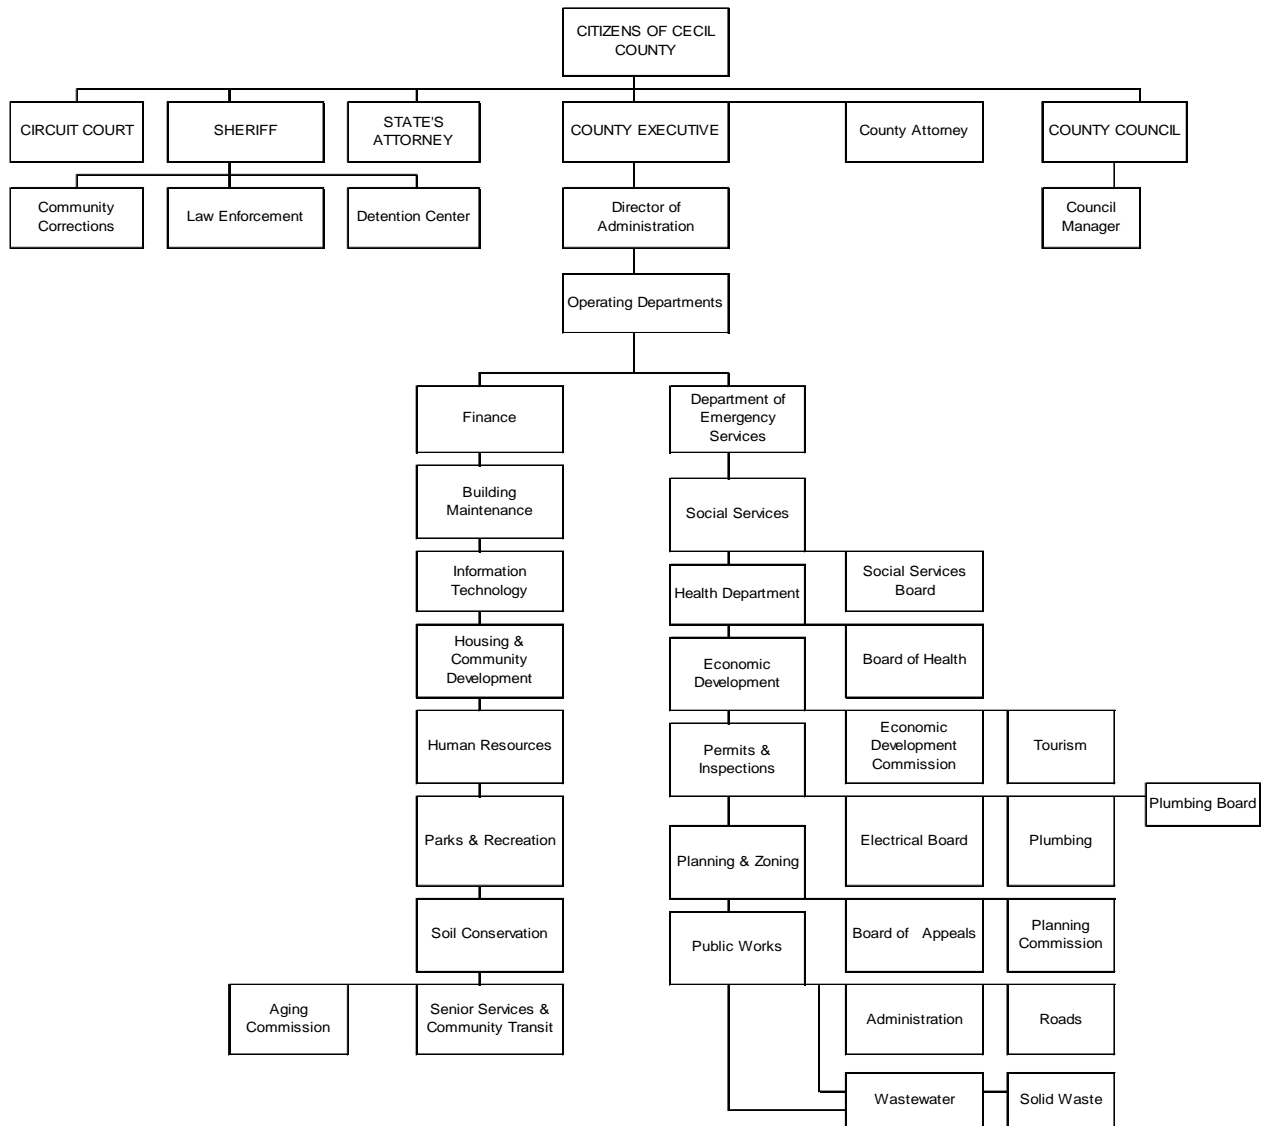 CITIZENS OF CECIL
COUNTY
CIRCUIT COURT
SHERIFF
STATE'S
ATTORNEY
COUNTY EXECUTIVE
County Attorney
COUNTY COUNCIL
Community
Corrections
Law Enforcement
Detention Center
Director of
Administration
Council
Manager
Operating Departments
Finance
Department of
Emergency
Services
Building
Maintenance
Social Services
Information
Technology
Health Department
Social Services
Board
Housing &
Community
Development
Economic
Development
Board of Health
Human Resources
Permits &
Inspections
Economic
Development
Commission
Tourism
Plumbing Board
Parks & Recreation
Planning & Zoning
Electrical Board
Plumbing
Soil Conservation
Public Works
Board of Appeals
Planning
Commission
Aging
Commission
Senior Services &
Community Transit
Administration
Roads
Wastewater
Solid Waste